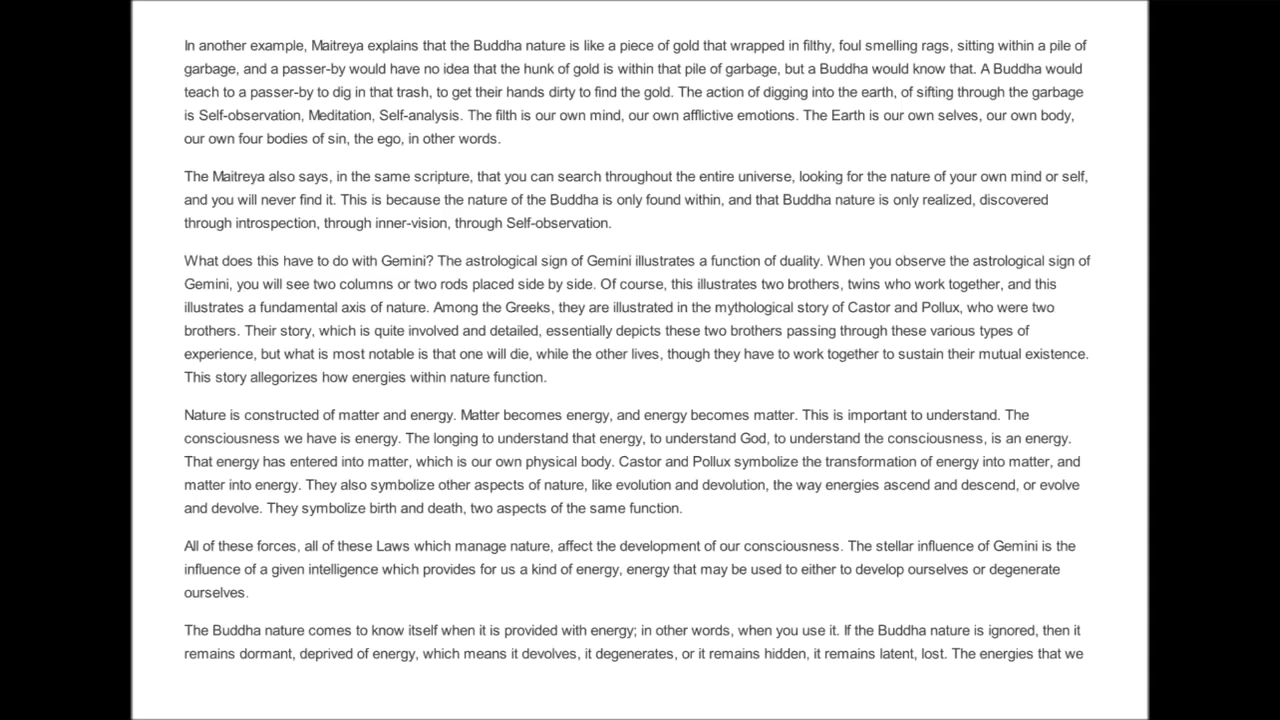 In another example, Maitreya explains that the Buddha nature is like a piece of gold that wrapped in filthy, foul smelling rags, sitting within a pile of
garbage, and a passer-by would have no idea that the hunk of gold is within that pile of garbage, but a Buddha would know that. A Buddha would
teach to a passer-by to dig in that trash, to get their hands dirty to find the gold. The action of digging into the earth, of sifting through the garbage
is Self-observation, Meditation, Self-analysis. The filth is our own mind, our own afflictive emotions. The Earth is our own selves, our own body,
our own four bodies of sin, the ego, in other words.
The Maitreya also says, in the same scripture, that you can search throughout the entire universe, looking for the nature of your own mind or self,
and you will never find it. This is because the nature of the Buddha is only found within, and that Buddha nature is only realized, discovered
through introspection, through inner-vision, through Self-observation.
What does this have to do with Gemini? The astrological sign of Gemini illustrates a function of duality. When you observe the astrological sign of
Gemini, you will see two columns or two rods placed side by side. Of course, this illustrates two brothers, twins who work together, and this
illustrates a fundamental axis of nature. Among the Greeks, they are illustrated in the mythological story of Castor and Pollux, who were two
brothers. Their story, which is quite involved and detailed, essentially depicts these two brothers passing through these various types of
experience, but what is most notable is that one will die, while the other lives, though they have to work together to sustain their mutual existence.
This story allegorizes how energies within nature function.
Nature is constructed of matter and energy. Matter becomes energy, and energy becomes matter. This is important to understand. The
consciousness we have is energy. The longing to understand that energy, to understand God, to understand the consciousness, is an energy.
That energy has entered into matter, which is our own physical body. Castor and Pollux symbolize the transformation of energy into matter, and
matter into energy. They also symbolize other aspects of nature, like evolution and devolution, the way energies ascend and descend, or evolve
and devolve. They symbolize birth and death, two aspects of the same function.
All of these forces, all of these Laws which manage nature, affect the development of our consciousness. The stellar influence of Gemini is the
influence of a given intelligence which provides for us a kind of energy, energy that may be used to either to develop ourselves or degenerate
ourselves.
The Buddha nature comes to know itself when it is provided with energy; in other words, when you use it. If the Buddha nature is ignored, then it
remains dormant, deprived of energy, which means it devolves, it degenerates, or it remains hidden, it remains latent, lost. The energies that we